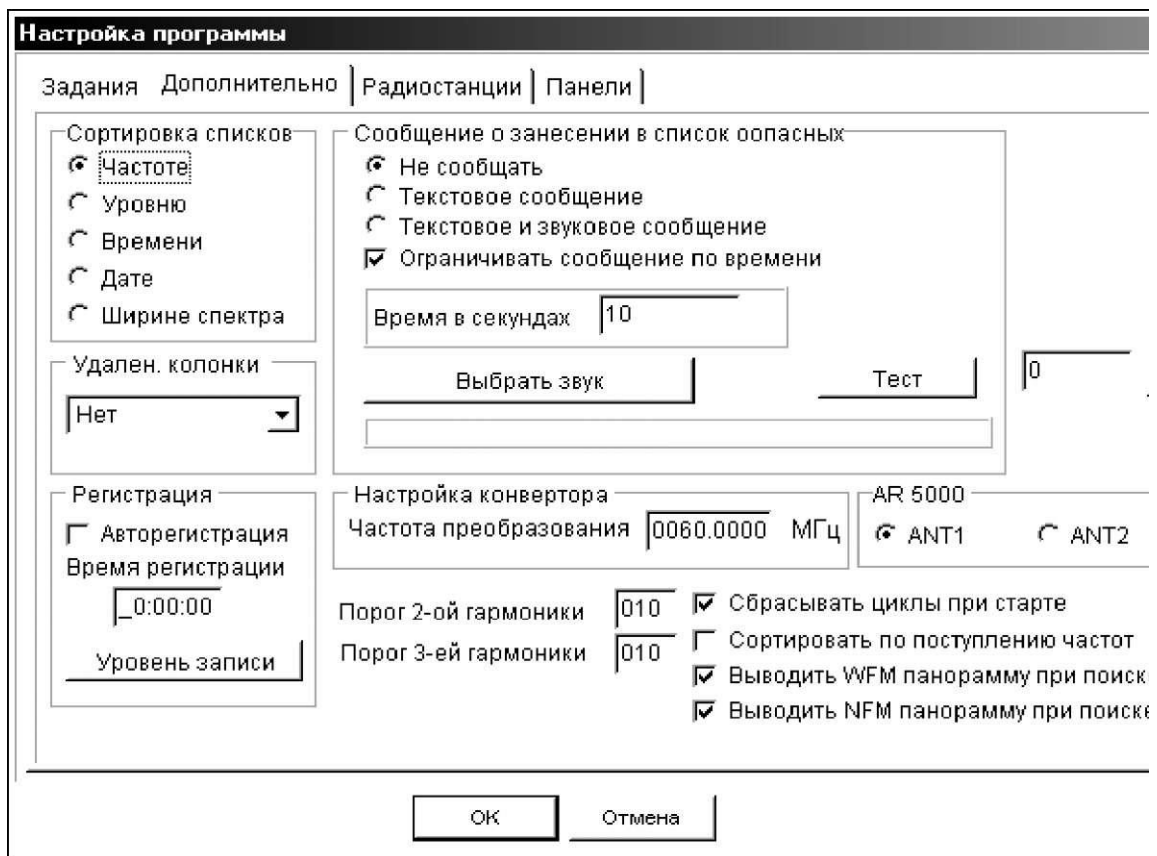 Настройка программы
Задания Дополнительно Радиостанции Панели
Сортировка списков
Частоте
Уровню
Времени
Дате
Ширине спектра
Сообщение о занесении в список оопасных
Не сообщать
Текстовое сообщение
Текстовое и звуковое сообщение
Ограничивать сообщение по времени
Время в секундах 10
Выбрать звук Тест
0
Удален. колонки
Нет
Регистрация
Авторегистрация
Время регистрации
_0:00:00
Уровень записи
Настройка конвертора
Частота преобразования 0060.0000 МГц
AR 5000
ANT1 ANT2
Порог 2-ой гармоники 010
Порог 3-ей гармоники 010
Сбрасывать циклы при старте
Сортировать по поступлению частот
Выводить WFM панорамму при поиске
Выводить NFM панорамму при поиске
OK Отмена